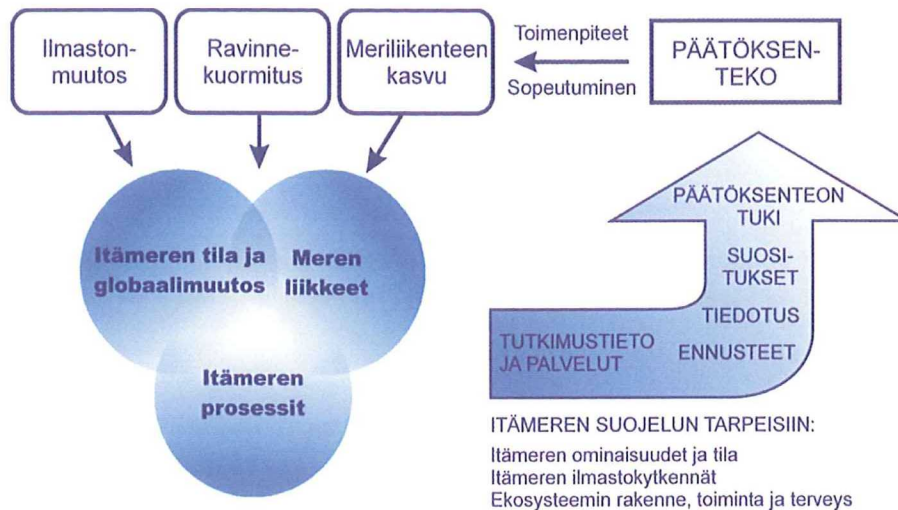 Ilmaston-
muutos
Ravinne-
kuormitus
Meriliikenteen
kasvu
Toimenpiteet
Sopeutuminen
PÄÄTÖKSEN-
TEKO
Itämeren tila ja
globaalimuutos
Meren
liikkeet
Itämeren
prosessit
PÄÄTÖKSENTEON
TUKI
SUOSI-
TUKSET
TIEDOTUS
ENNUSTEET
TUTKIMUSTIETO
JA PALVELUT
ITÄMEREN SUOJELUN TARPEISIIN:
Itämeren ominaisuudet ja tila
Itämeren ilmastokytkennät
Ekosysteemin rakenne, toiminta ja terveys